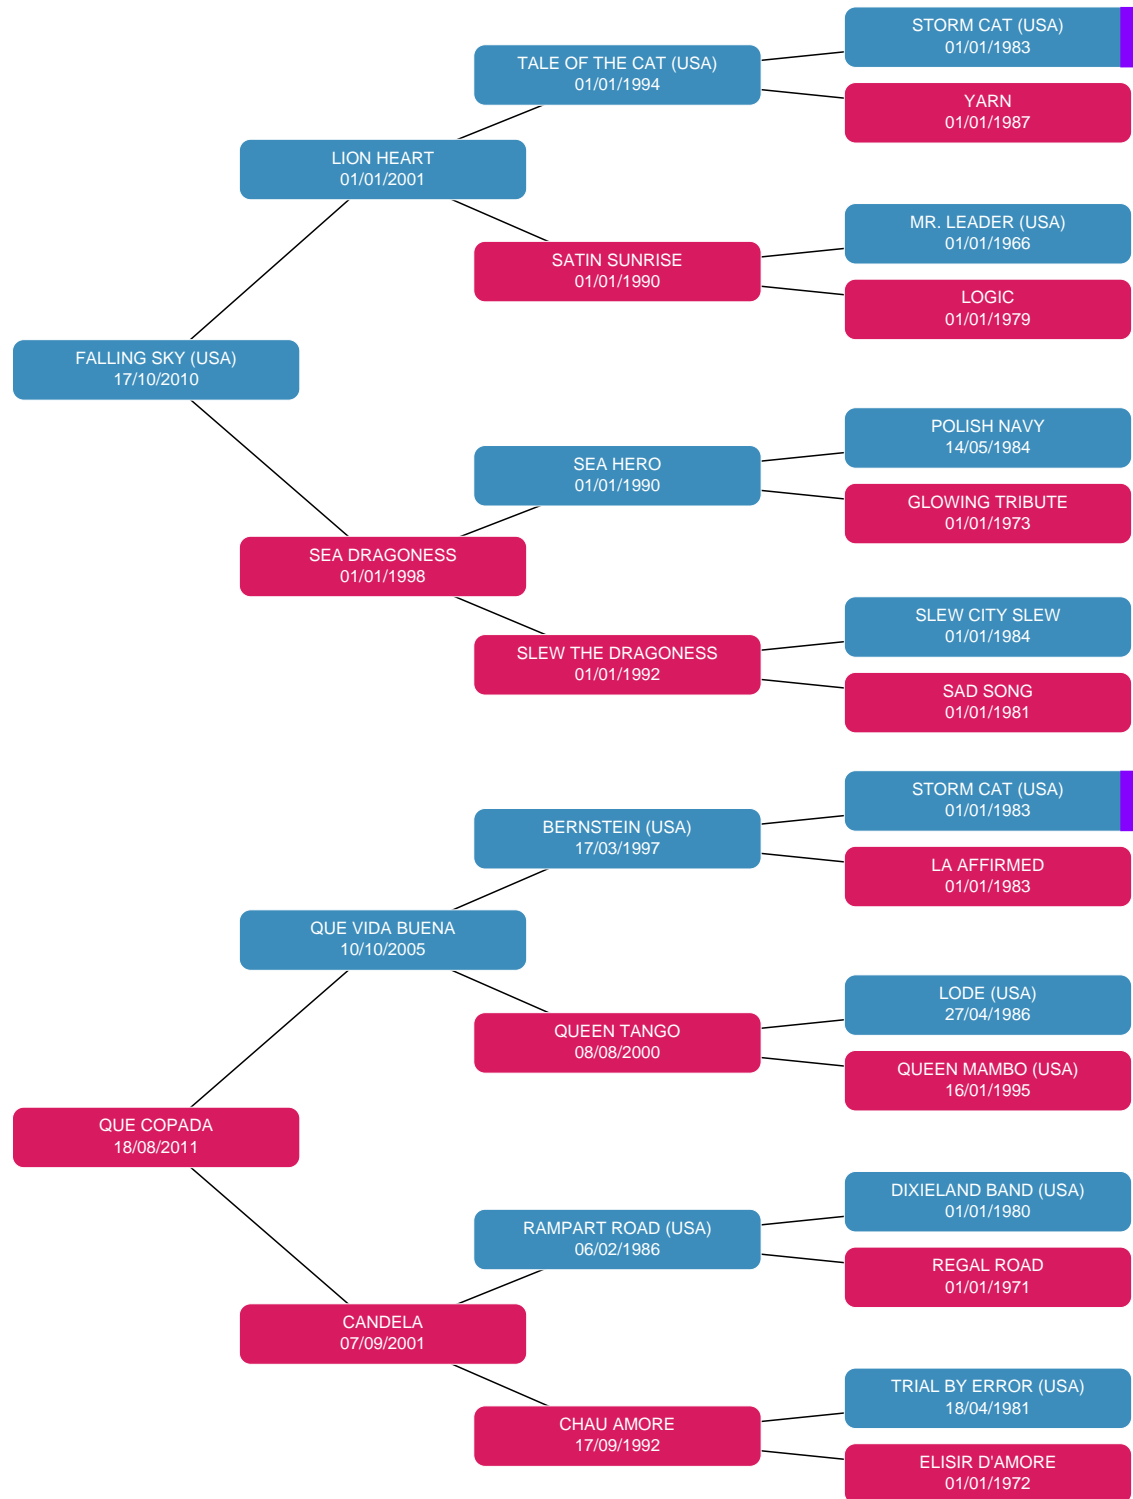 STORM CAT (USA)
01/01/1983
TALE OF THE CAT (USA)
01/01/1994
YARN
01/01/1987
LION HEART
01/01/2001
MR. LEADER (USA)
01/01/1966
SATIN SUNRISE
01/01/1990
LOGIC
01/01/1979
FALLING SKY (USA)
17/10/2010
POLISH NAVY
14/05/1984
SEA HERO
01/01/1990
GLOWING TRIBUTE
01/01/1973
SEA DRAGONESS
01/01/1998
SLEW CITY SLEW
01/01/1984
SLEW THE DRAGONESS
01/01/1992
SAD SONG
01/01/1981
STORM CAT (USA)
01/01/1983
BERNSTEIN (USA)
17/03/1997
LA AFFIRMED
01/01/1983
QUE VIDA BUENA
10/10/2005
LODE (USA)
27/04/1986
QUEEN TANGO
08/08/2000
QUEEN MAMBO (USA)
16/01/1995
QUE COPADA
18/08/2011
DIXIELAND BAND (USA)
01/01/1980
RAMPART ROAD (USA)
06/02/1986
REGAL ROAD
01/01/1971
CANDELA
07/09/2001
TRIAL BY ERROR (USA)
18/04/1981
CHAU AMORE
17/09/1992
ELISIR D'AMORE
01/01/1972